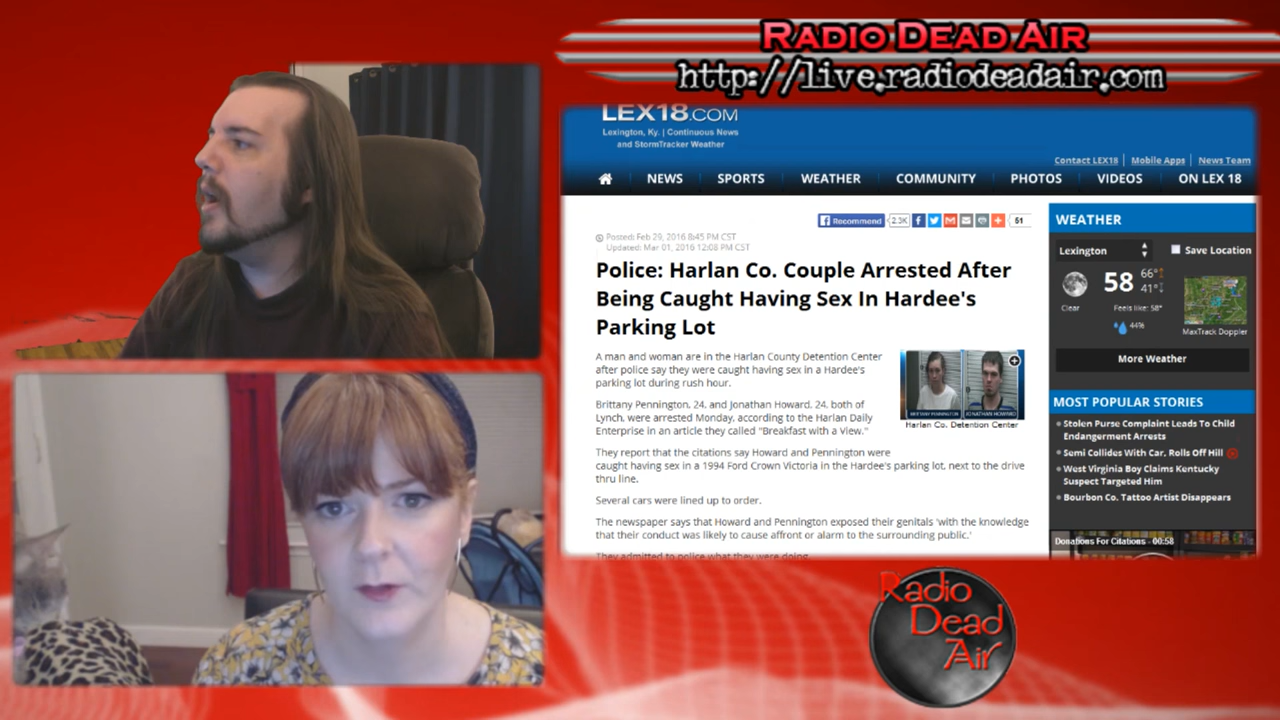 RADIO DEAD AIR
http://live.radiodeadair.com
LEX18.COM
Lexington, Ky. | Continuous News
and StormTracker Weather
Contact LEX18 | Mobile Apps | News Team
NEWS SPORTS WEATHER COMMUNITY PHOTOS VIDEOS ON LEX 18
Recommend 2.3K 51
Posted: Feb 29, 2016 8:45 PM CST
Updated: Mar 01, 2016 12:08 PM CST
Police: Harlan Co. Couple Arrested After
Being Caught Having Sex In Hardee's
Parking Lot
A man and woman are in the Harlan County Detention Center
after police say they were caught having sex in a Hardee's
parking lot during rush hour.
Brittany Pennington, 24, and Jonathan Howard, 24, both of
Lynch, were arrested Monday, according to the Harlan Daily
Enterprise in an article they called "Breakfast with a View."
BRITTANY PENNINGTON JONATHAN HOWARD
Harlan Co. Detention Center
They report that the citations say Howard and Pennington were
caught having sex in a 1994 Ford Crown Victoria in the Hardee's parking lot, next to the drive
thru line.
Several cars were lined up to order.
The newspaper says that Howard and Pennington exposed their genitals 'with the knowledge
that their conduct was likely to cause affront or alarm to the surrounding public.'
They admitted to police what they were doing
WEATHER
Lexington Save Location
58 66° 41°
Clear Feels like: 58°
44%
MaxTrack Doppler
More Weather
MOST POPULAR STORIES
Stolen Purse Complaint Leads To Child
Endangerment Arrests
Semi Collides With Car, Rolls Off Hill
West Virginia Boy Claims Kentucky
Suspect Targeted Him
Bourbon Co. Tattoo Artist Disappears
Donations For Citations - 00:58
Radio
Dead
Air